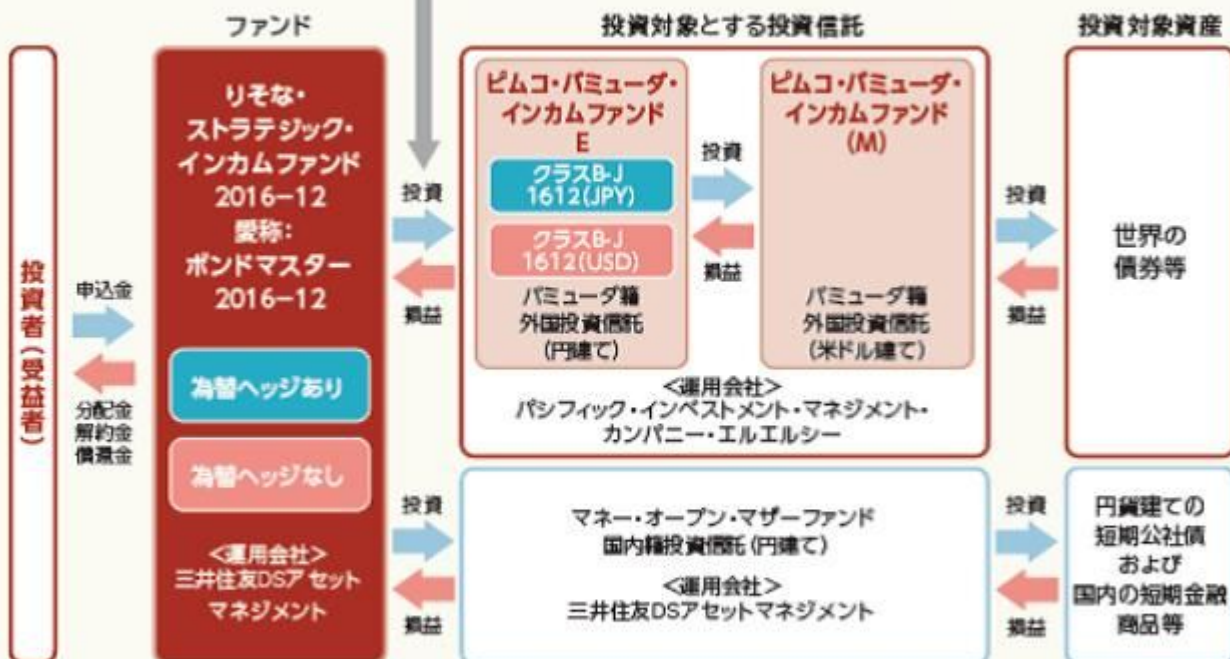 ファンド
投資対象とする投資信託
投資対象資産
投資者(受益者)
申込金
分配金
解約金
償還金
りそな・
ストラテジック・
インカムファンド
2016−12
愛称:
ボンドマスター
2016−12
為替ヘッジあり
為替ヘッジなし
<運用会社>
三井住友DSアセット
マネジメント
投資
損益
ピムコ・バミューダ・
インカムファンド
E
クラスB-J
1612(JPY)
クラスB-J
1612(USD)
バミューダ籍
外国投資信託
(円建て)
投資
損益
ピムコ・バミューダ・
インカムファンド
(M)
バミューダ籍
外国投資信託
(米ドル建て)
<運用会社>
パシフィック・インベストメント・マネジメント・
カンパニー・エルエルシー
投資
損益
世界の
債券等
投資
損益
マネー・オープン・マザーファンド
国内籍投資信託(円建て)
<運用会社>
三井住友DSアセットマネジメント
投資
損益
円貨建ての
短期公社債
および
国内の短期金融
商品等